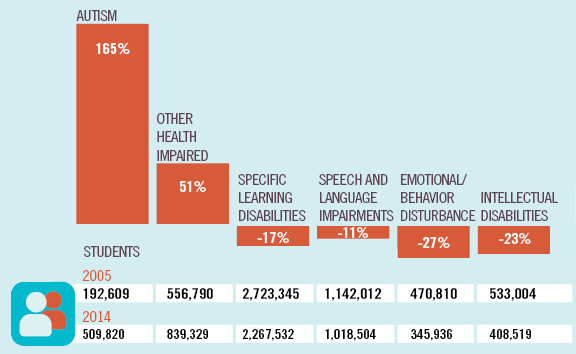 AUTISM
165%
OTHER
HEALTH
IMPAIRED
51%
SPECIFIC
LEARNING
DISABILITIES
-17%
SPEECH AND
LANGUAGE
IMPAIRMENTS
-11%
EMOTIONAL/
BEHAVIOR
DISTURBANCE
-27%
INTELLECTUAL
DISABILITIES
-23%
STUDENTS
2005
192,609 556,790 2,723,345 1,142,012 470,810 533,004
2014
509,820 839,329 2,267,532 1,018,504 345,936 408,519